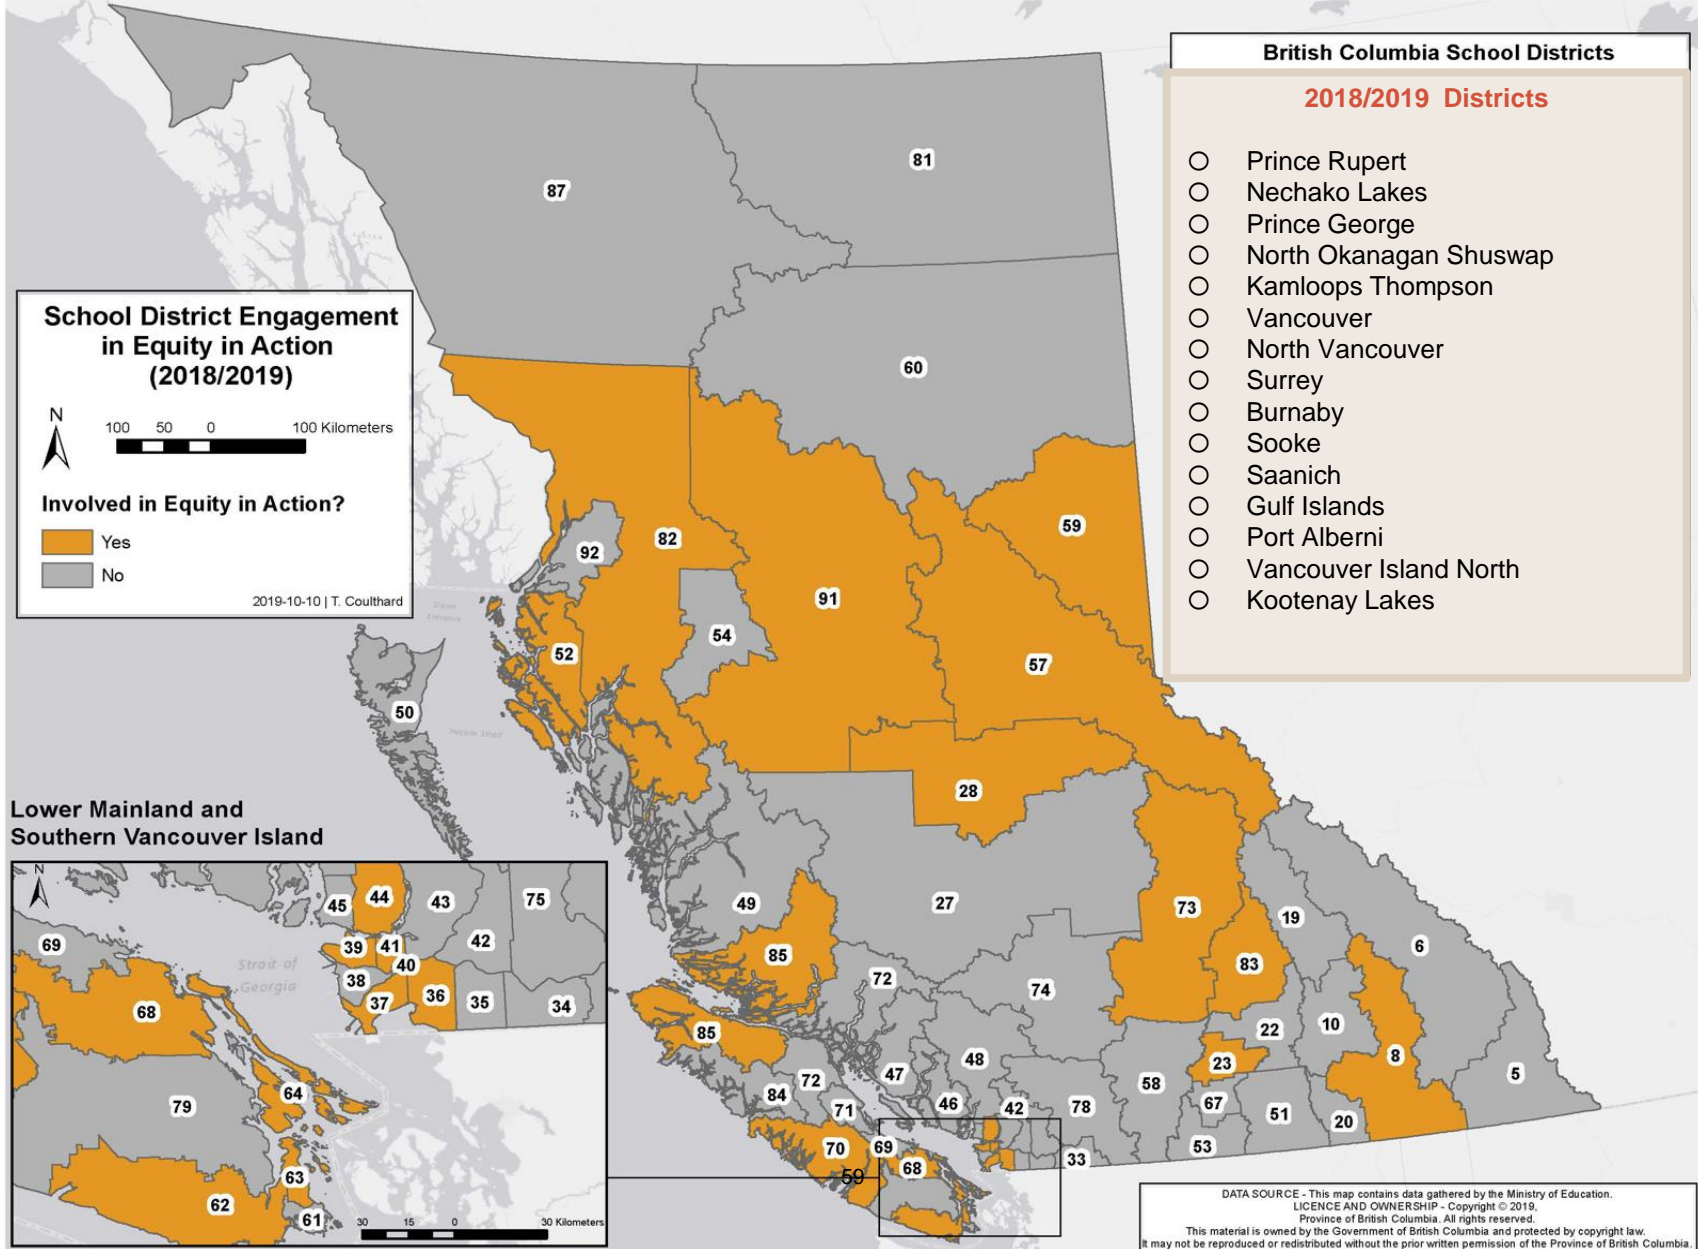 British Columbia School Districts
2018/2019 Districts
Prince Rupert
Nechako Lakes
Prince George
North Okanagan Shuswap
Kamloops Thompson
Vancouver
North Vancouver
Surrey
Burnaby
Sooke
Saanich
Gulf Islands
Port Alberni
Vancouver Island North
Kootenay Lakes
School District Engagement
in Equity in Action
(2018/2019)
N
100 50 0 100 Kilometers
Involved in Equity in Action?
Yes
No
2019-10-10 | T. Coulthard
87
81
60
59
92
82
91
54
52
57
50
28
49
27
73
19
6
85
83
72
74
85
22
10
8
23
48
47
58
5
72
84
71
46
42
78
67
51
20
70
69
68
33
53
59
Lower Mainland and
Southern Vancouver Island
N
45
44
43
75
69
39
41
42
40
Strait of
Georgia
38
37
36
35
34
68
64
79
63
62
61
30 15 0 30 Kilometers
DATA SOURCE - This map contains data gathered by the Ministry of Education.
LICENCE AND OWNERSHIP - Copyright © 2019,
Province of British Columbia. All rights reserved.
This material is owned by the Government of British Columbia and protected by copyright law.
It may not be reproduced or redistributed without the prior written permission of the Province of British Columbia.